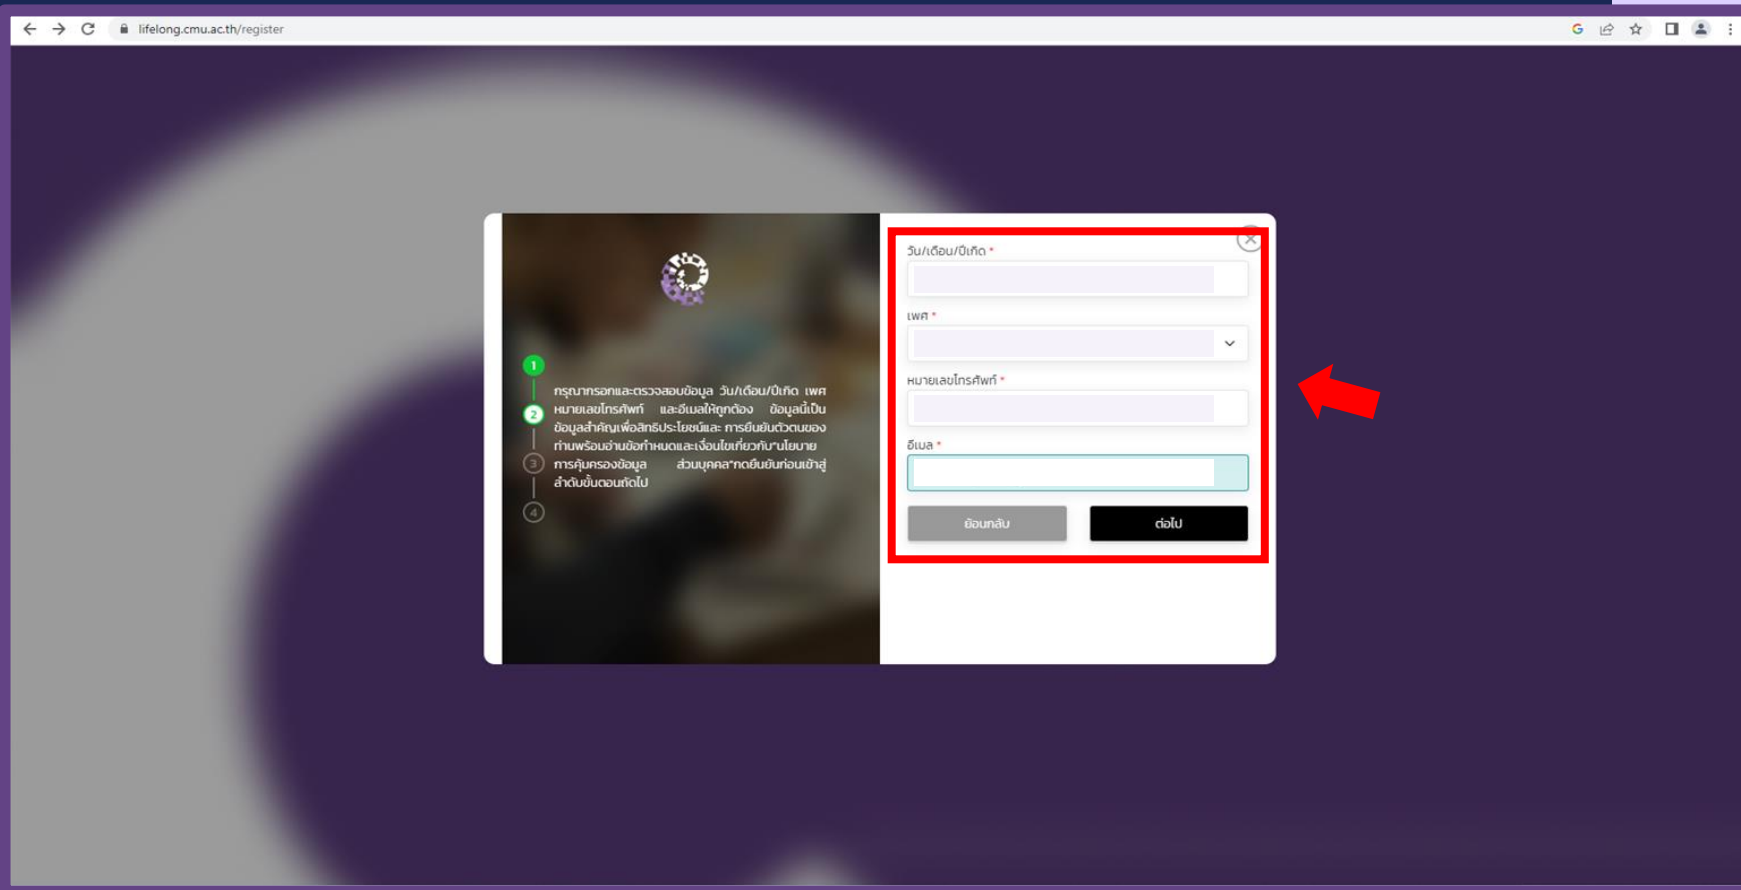 lifelong.cmu.ac.th/register
1
2
3
4
กรุณากรอกและตรวจสอบข้อมูล วัน/เดือน/ปีเกิด เพศ
หมายเลขโทรศัพท์ และอีเมลให้ถูกต้อง ข้อมูลนี้เป็น
ข้อมูลสำคัญเพื่อสิทธิประโยชน์และ การยืนยันตัวตนของ
ท่านพร้อมอ่านข้อกำหนดและเงื่อนไขเกี่ยวกับ"นโยบาย
การคุ้มครองข้อมูล ส่วนบุคคล"กดยืนยันก่อนเข้าสู่
ลำดับขั้นตอนถัดไป
วัน/เดือน/ปีเกิด *
เพศ *
หมายเลขโทรศัพท์ *
อีเมล *
ย้อนกลับ
ต่อไป